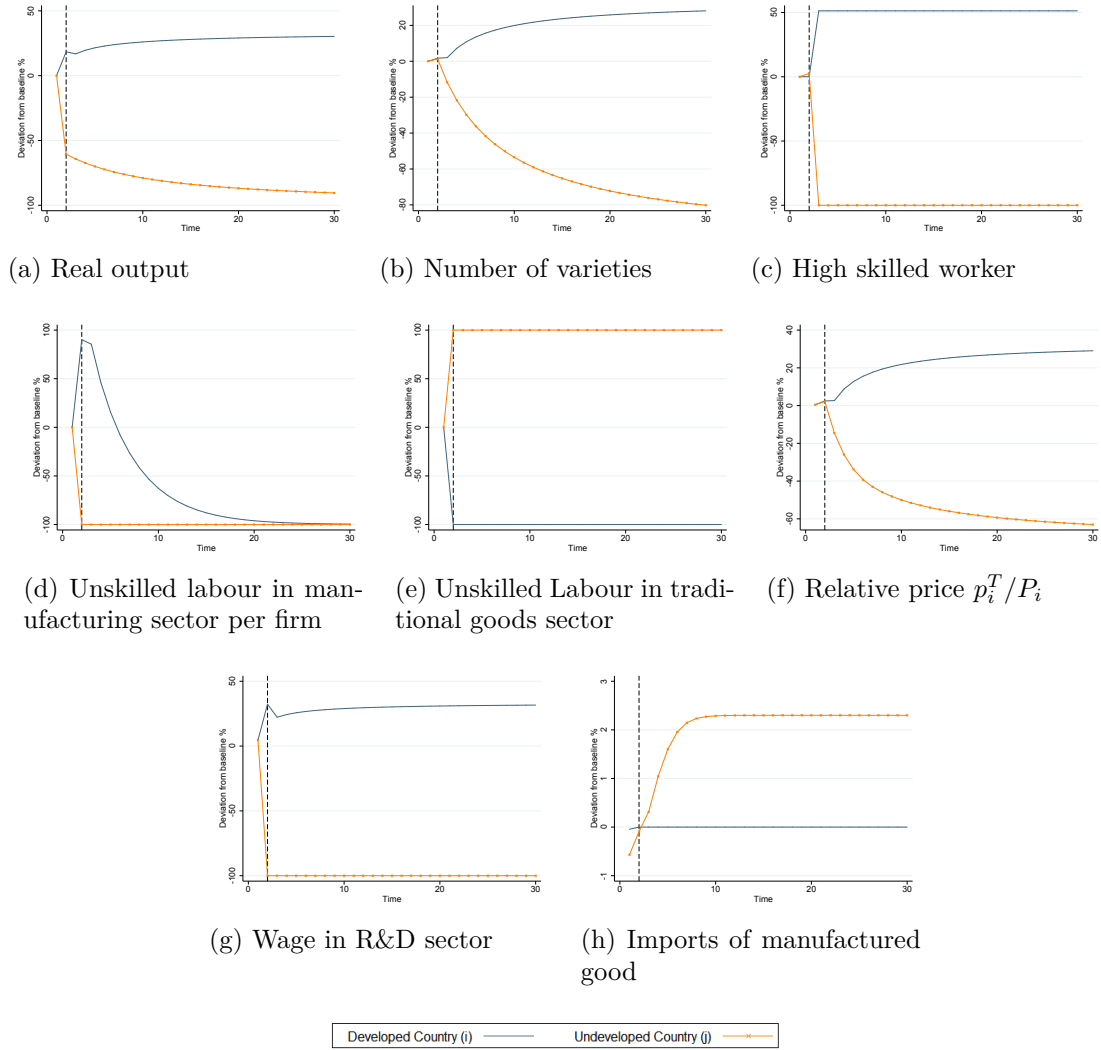 Deviation from baseline %
50
0
-50
-100
0
10
20
30
Time
(a) Real output
Deviation from baseline %
20
0
-20
-40
-60
-80
0
10
20
30
Time
(b) Number of varieties
Deviation from baseline %
50
0
-50
-100
0
10
20
30
Time
(c) High skilled worker
Deviation from baseline %
100
50
0
-50
-100
0
10
20
30
Time
(d) Unskilled labour in man-
ufacturing sector per firm
Deviation from baseline %
100
50
0
-50
-100
0
10
20
30
Time
(e) Unskilled Labour in tradi-
tional goods sector
Deviation from baseline %
40
20
0
-20
-40
-60
0
10
20
30
Time
(f) Relative price $p_i^T/P_i$
Deviation from baseline %
50
0
-50
-100
0
10
20
30
Time
(g) Wage in R&D sector
Deviation from baseline %
3
2
1
0
-1
0
10
20
30
Time
(h) Imports of manufactured
good
Developed Country (i)
Undeveloped Country (j)